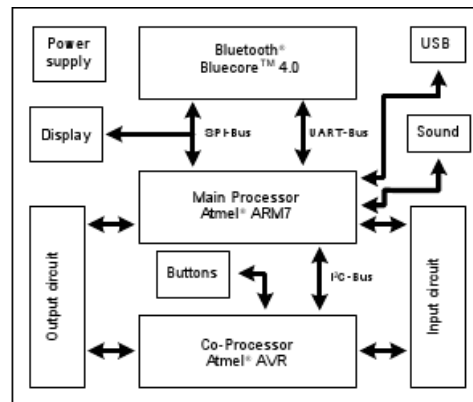 Power
supply
Bluetooth®
Bluecore™ 4.0
USB
Display
SPI-Bus
UART-Bus
Sound
Main Processor
Atmel® ARM7
Output circuit
Buttons
I²C-Bus
Input circuit
Co-Processor
Atmel® AVR